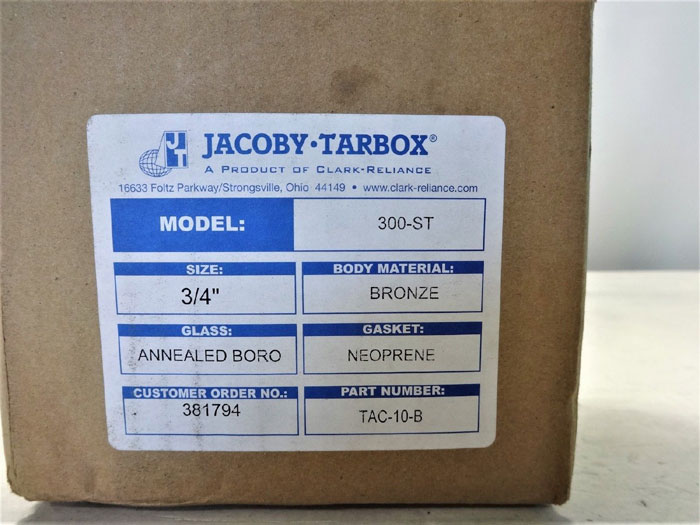 JT
JACOBY·TARBOX®
A PRODUCT OF CLARK-RELIANCE
16633 Foltz Parkway/Strongsville, Ohio 44149 • www.clark-reliance.com
MODEL: 300-ST
SIZE: BODY MATERIAL:
3/4" BRONZE
GLASS: GASKET:
ANNEALED BORO NEOPRENE
CUSTOMER ORDER NO.: PART NUMBER:
381794 TAC-10-B